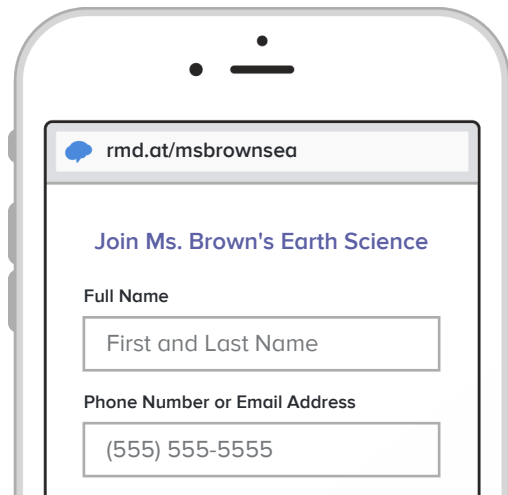 rmd.at/msbrownsea
Join Ms. Brown's Earth Science
Full Name
First and Last Name
Phone Number or Email Address
(555) 555-5555